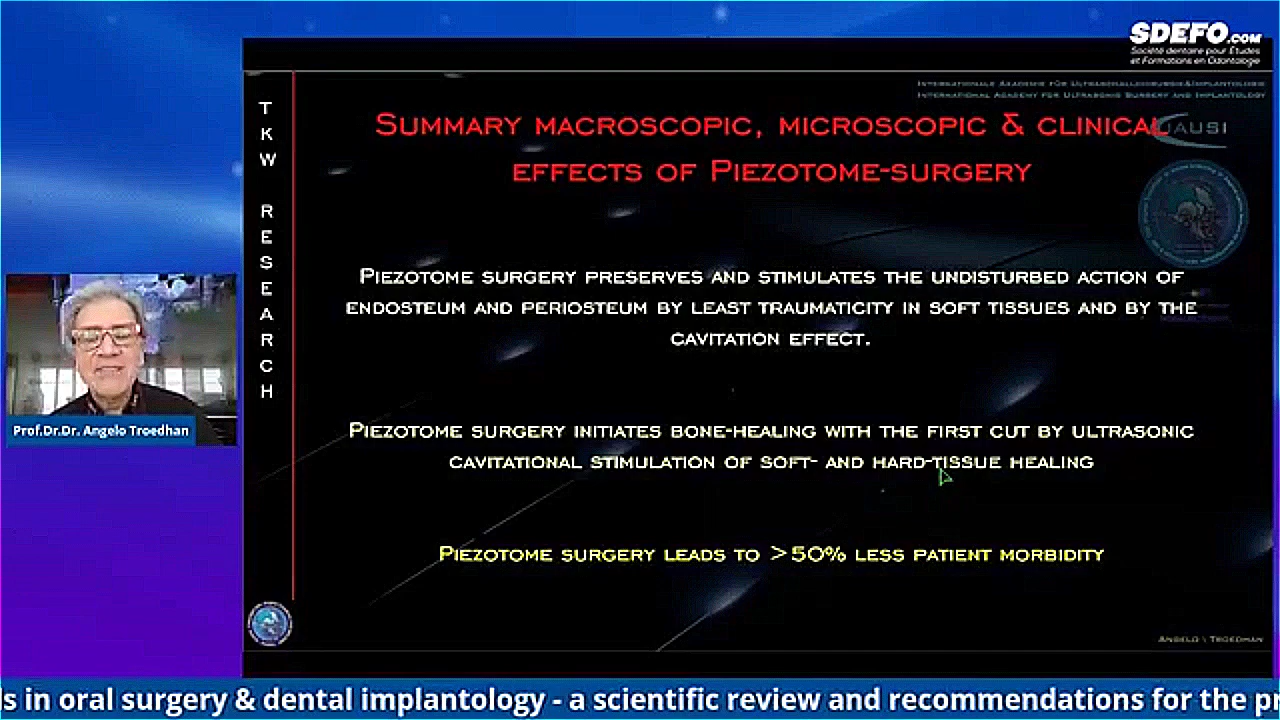 SDEFO.COM
Société dentaire pour Études
et Formations en Odontologie
INTERNATIONALE AKADEMIE FÜR ULTRASCHALLCHIRURGIE&IMPLANTOLOGIE
INTERNATIONAL ACADEMY FOR ULTRASONIC SURGERY AND IMPLANTOLOGY
TKW RESEARCH
SUMMARY MACROSCOPIC, MICROSCOPIC & CLINICAL
EFFECTS OF PIEZOTOME-SURGERY
IAUSI
PIEZOTOME SURGERY PRESERVES AND STIMULATES THE UNDISTURBED ACTION OF
ENDOSTEUM AND PERIOSTEUM BY LEAST TRAUMATICITY IN SOFT TISSUES AND BY THE
CAVITATION EFFECT.
PIEZOTOME SURGERY INITIATES BONE-HEALING WITH THE FIRST CUT BY ULTRASONIC
CAVITATIONAL STIMULATION OF SOFT- AND HARD-TISSUE HEALING
PIEZOTOME SURGERY LEADS TO >50% LESS PATIENT MORBIDITY
Prof.Dr.Dr. Angelo Troedhan
ANGELO \ TROEDHAN
s in oral surgery & dental implantology - a scientific review and recommendations for the pr